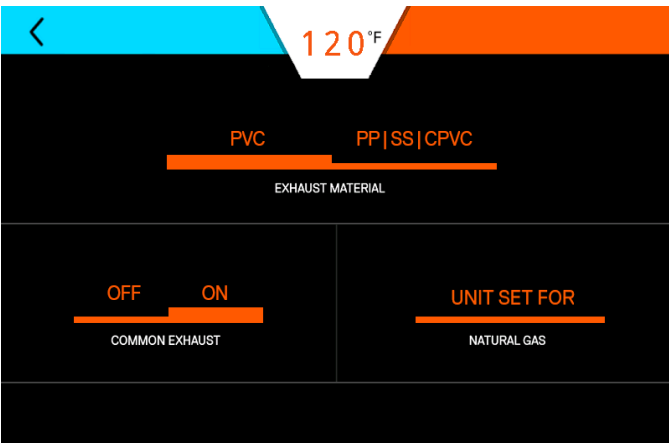 120°F
PVC PP|SS|CPVC
EXHAUST MATERIAL
OFF ON
COMMON EXHAUST
UNIT SET FOR
NATURAL GAS